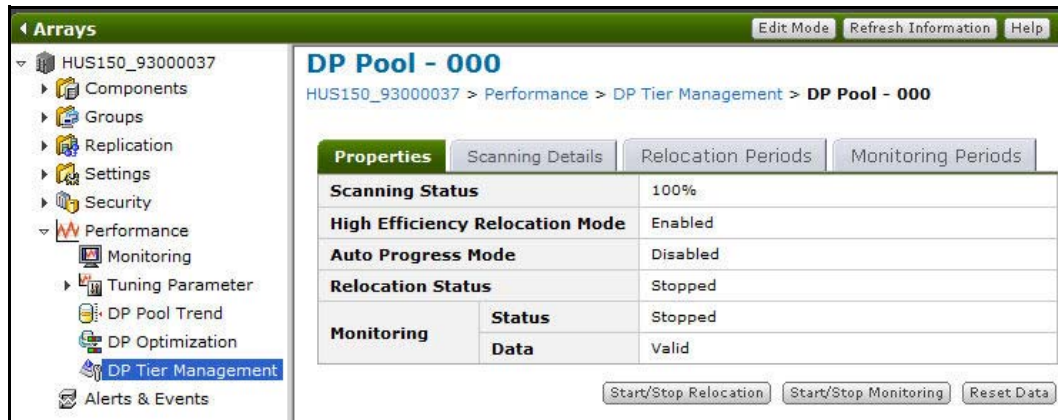 Arrays
Edit Mode
Refresh Information
Help
HUS150_93000037
Components
Groups
Replication
Settings
Security
Performance
Monitoring
Tuning Parameter
DP Pool Trend
DP Optimization
DP Tier Management
Alerts & Events
DP Pool - 000
HUS150_93000037 > Performance > DP Tier Management > DP Pool - 000
Properties
Scanning Details
Relocation Periods
Monitoring Periods
Scanning Status 100%
High Efficiency Relocation Mode Enabled
Auto Progress Mode Disabled
Relocation Status Stopped
Monitoring
Status Stopped
Data Valid
Start/Stop Relocation
Start/Stop Monitoring
Reset Data